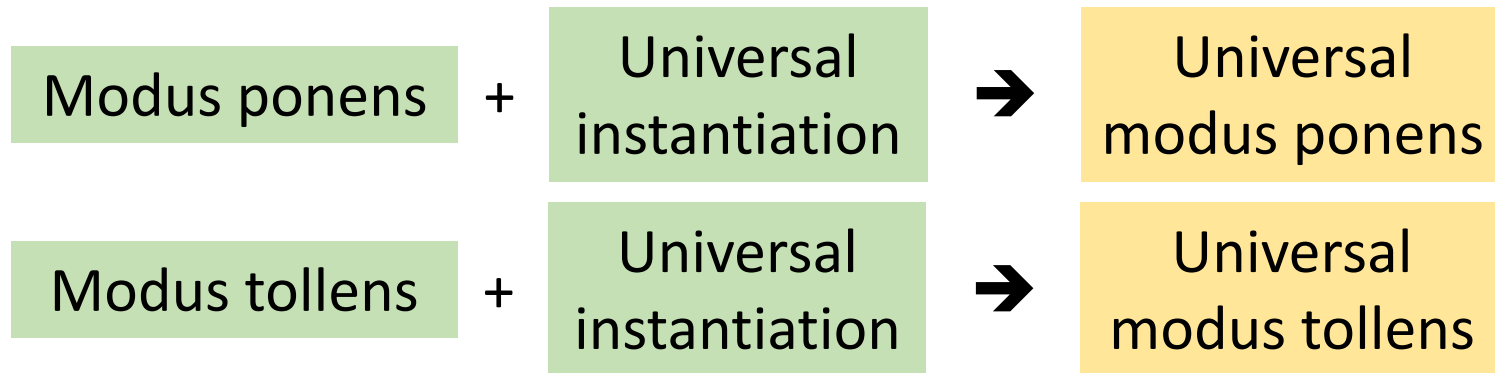 Modus ponens + Universal instantiation ➔ Universal modus ponens
Modus tollens + Universal instantiation ➔ Universal modus tollens